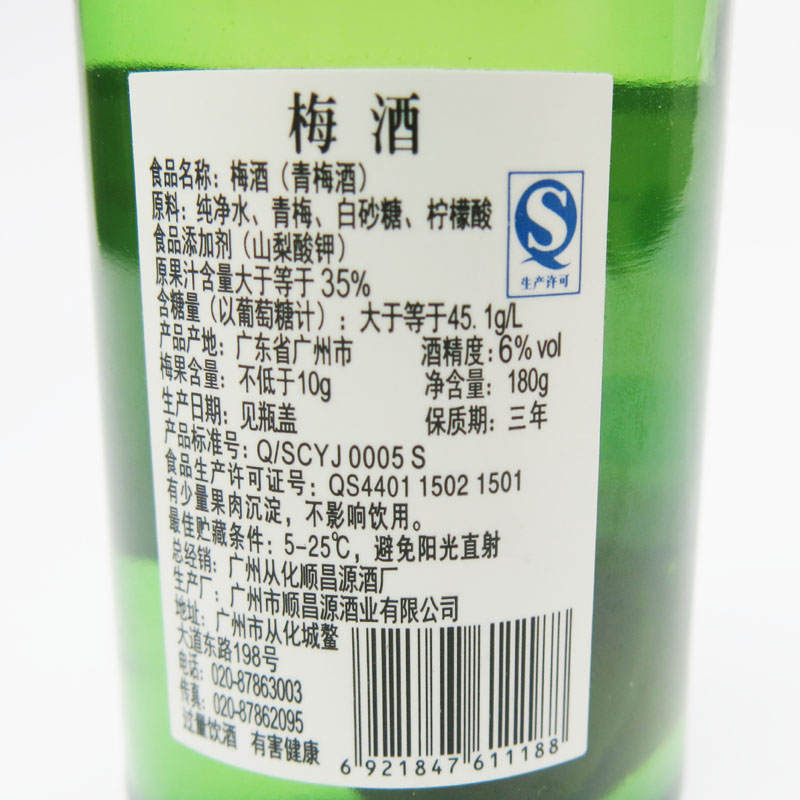 梅酒
食品名称：梅酒（青梅酒）
原料：纯净水、青梅、白砂糖、柠檬酸
食品添加剂（山梨酸钾）
生产许可
原果汁含量大于等于35%
含糖量（以葡萄糖计）：大于等于45.1g/L
产品产地：广东省广州市 酒精度：6%vol
梅果含量：不低于10g 净含量：180g
生产日期：见瓶盖 保质期：三年
产品标准号：Q/SCYJ 0005 S
食品生产许可证号：QS4401 1502 1501
有少量果肉沉淀，不影响饮用。
最佳贮藏条件：5-25℃，避免阳光直射
总经销：广州从化顺昌源酒厂
生产厂：广州市顺昌源酒业有限公司
地址：广州市从化城鳌
大道东路198号
电话：020-87863003
传真：020-87862095
过量饮酒 有害健康
6 921847 611188